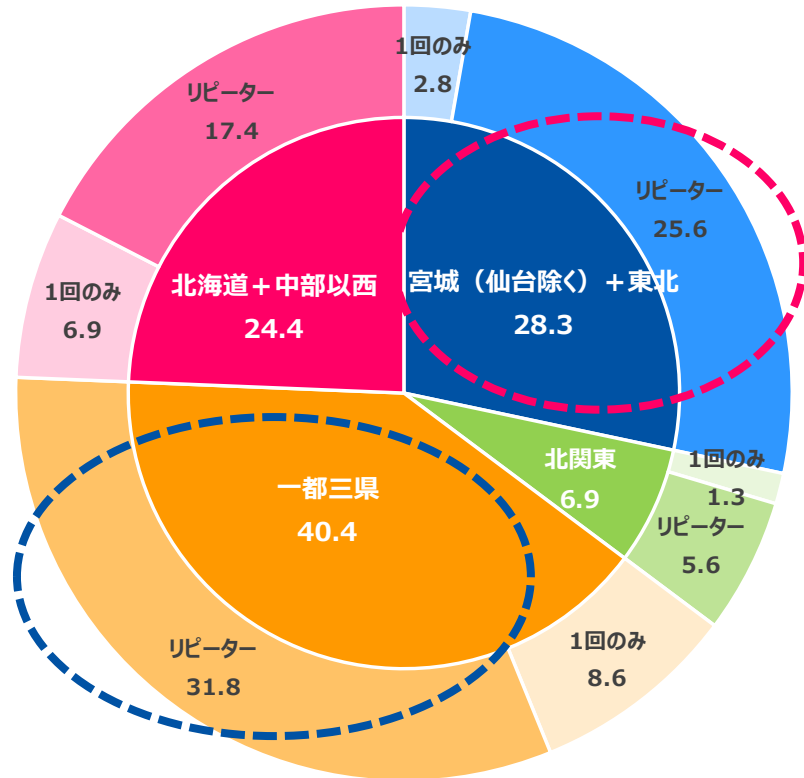 1回のみ
2.8
リピーター
25.6
宮城（仙台除く）＋東北
28.3
1回のみ
1.3
リピーター
5.6
北関東
6.9
1回のみ
8.6
リピーター
31.8
一都三県
40.4
1回のみ
6.9
リピーター
17.4
北海道＋中部以西
24.4